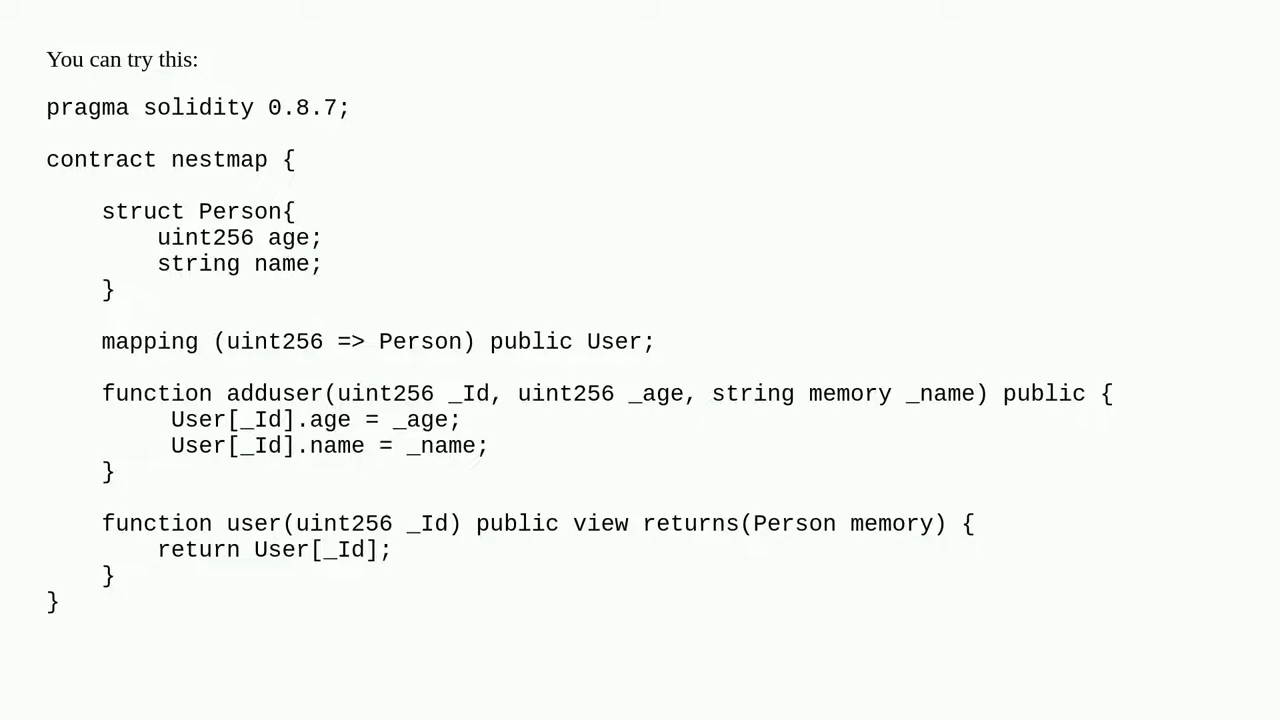 You can try this:
pragma solidity 0.8.7;
contract nestmap {
    struct Person{
        uint256 age;
        string name;
    }
    mapping (uint256 => Person) public User;
    function adduser(uint256 _Id, uint256 _age, string memory _name) public {
         User[_Id].age = _age;
         User[_Id].name = _name;
    }
    function user(uint256 _Id) public view returns(Person memory) {
        return User[_Id];
    }
}